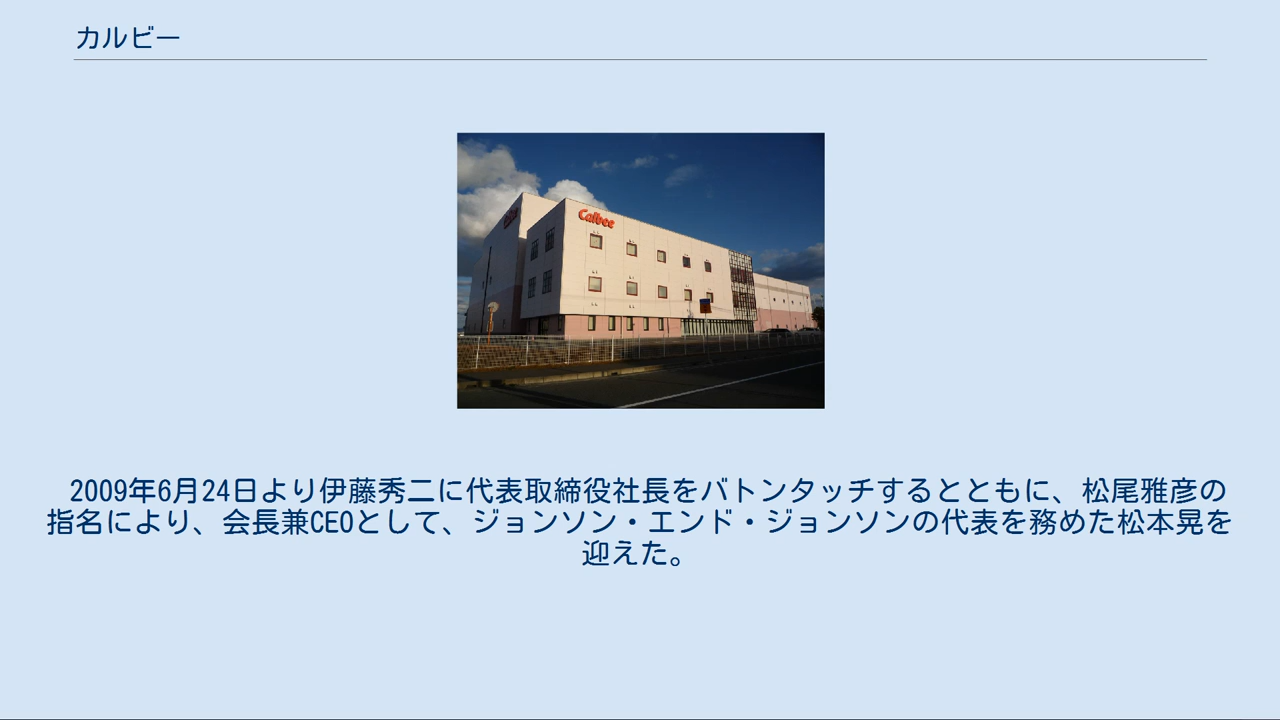 カルビー
Calbee
2009年6月24日より伊藤秀二に代表取締役社長をバトンタッチするとともに、松尾雅彦の
指名により、会長兼CEOとして、ジョンソン・エンド・ジョンソンの代表を務めた松本晃を
迎えた。